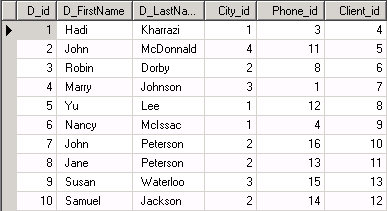 D_id D_FirstName D_LastNa... City_id Phone_id Client_id
1 Hadi Kharrazi 1 3 4
2 John McDonnald 4 11 5
3 Robin Dorby 2 8 6
4 Marry Johnson 3 1 7
5 Yu Lee 1 12 8
6 Nancy McIssac 1 4 9
7 John Peterson 2 16 10
8 Jane Peterson 2 13 11
9 Susan Waterloo 3 15 13
10 Samuel Jackson 2 14 12